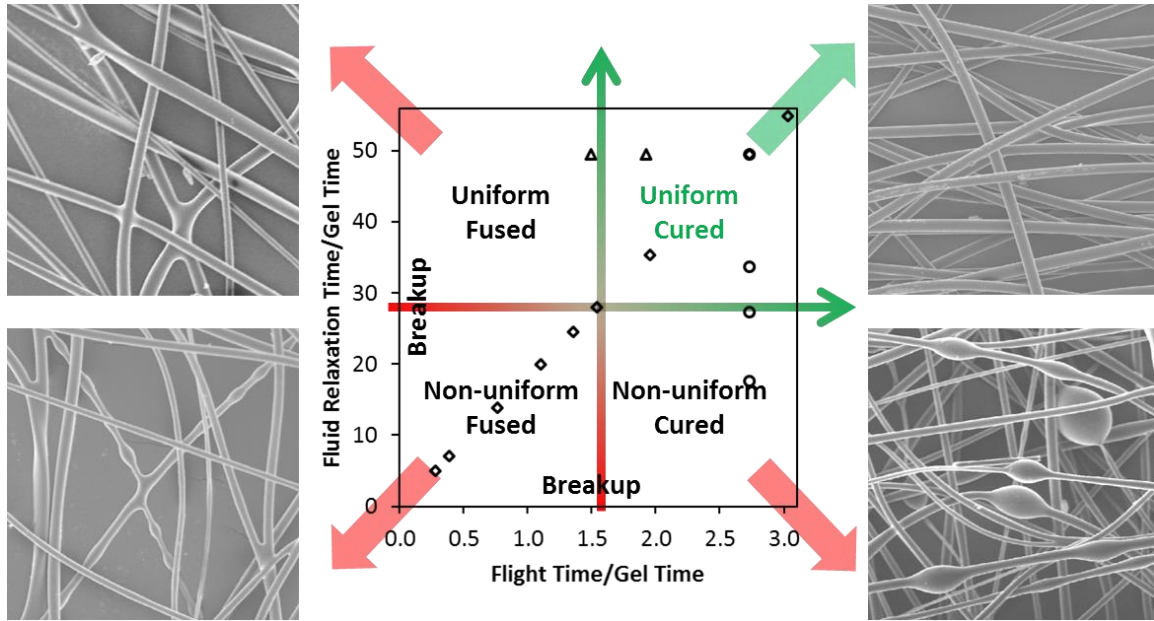 Fluid Relaxation Time/Gel Time
50
40
30
20
10
0
Uniform
Fused
Uniform
Cured
Breakup
Non-uniform
Fused
Non-uniform
Cured
Breakup
0.0 0.5 1.0 1.5 2.0 2.5 3.0
Flight Time/Gel Time